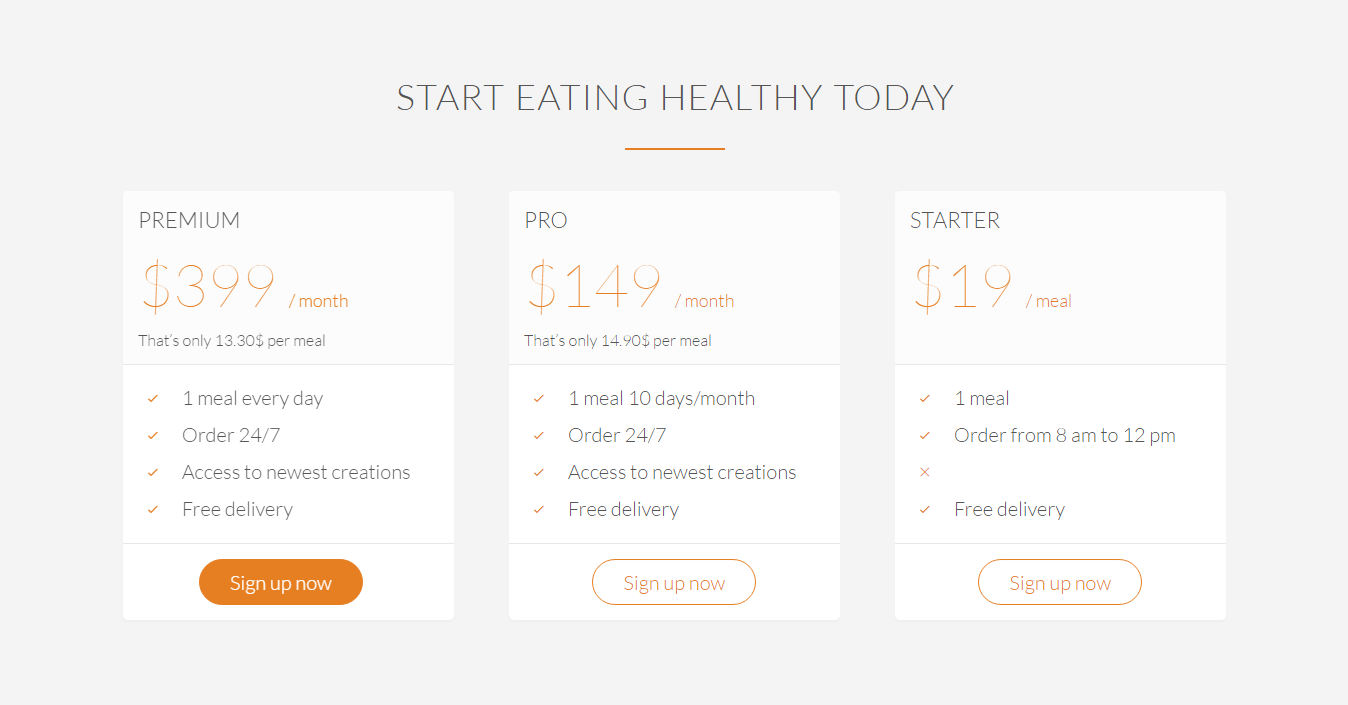 START EATING HEALTHY TODAY
PREMIUM
$399 / month
That's only 13.30$ per meal
1 meal every day
Order 24/7
Access to newest creations
Free delivery
Sign up now
PRO
$149 / month
That's only 14.90$ per meal
1 meal 10 days/month
Order 24/7
Access to newest creations
Free delivery
Sign up now
STARTER
$19 / meal
1 meal
Order from 8 am to 12 pm
Free delivery
Sign up now